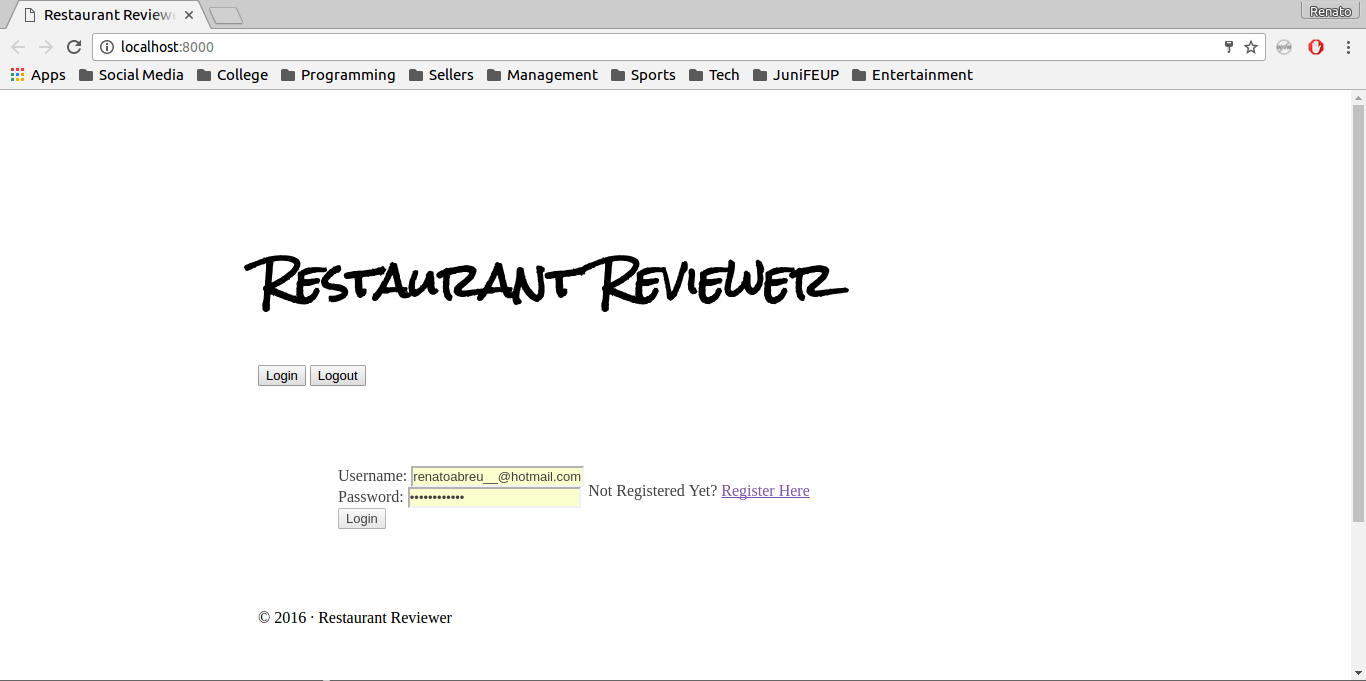 Restaurant Reviewe
Renato
localhost:8000
Apps Social Media College Programming Sellers Management Sports Tech JuniFEUP Entertainment
Restaurant Reviewer
Login Logout
Username: renatoabreu__@hotmail.com
Password: ••••••••••••
Not Registered Yet? Register Here
Login
© 2016 · Restaurant Reviewer